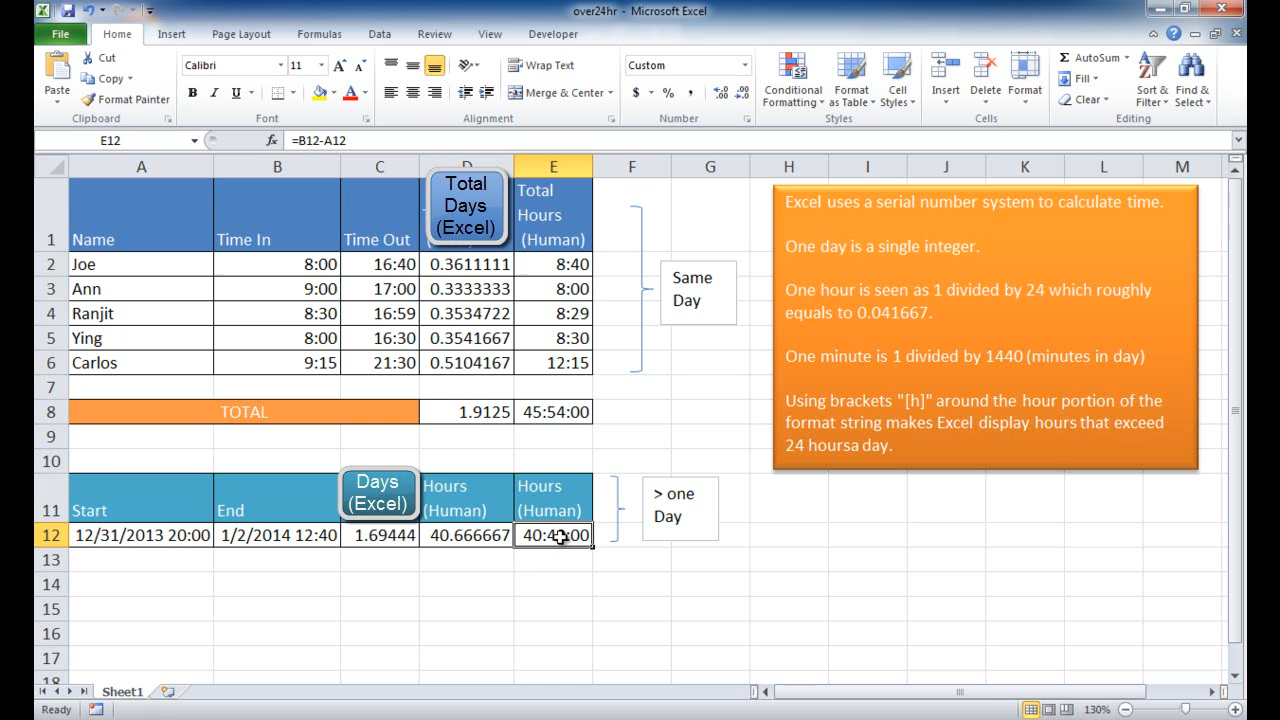 over24hr - Microsoft Excel
File Home Insert Page Layout Formulas Data Review View Developer
Paste
Cut
Copy
Format Painter
Clipboard
Calibri 11
B I U
Font
Wrap Text
Merge & Center
Alignment
Custom
$ % ,
Number
Conditional Formatting
Format as Table
Cell Styles
Styles
Insert Delete Format
Cells
Σ AutoSum
Fill
Clear
Sort & Filter
Find & Select
Editing
E12 fx =B12-A12
A B C D E F G H I J K L M
Total Days (Excel)
1 Name Time In Time Out Total Hours (Human)
2 Joe 8:00 16:40 0.3611111 8:40
3 Ann 9:00 17:00 0.3333333 8:00
4 Ranjit 8:30 16:59 0.3534722 8:29
5 Ying 8:00 16:30 0.3541667 8:30
6 Carlos 9:15 21:30 0.5104167 12:15
7
8 TOTAL 1.9125 45:54:00
9
10
Days (Excel)
11 Start End Hours (Human) Hours (Human)
12 12/31/2013 20:00 1/2/2014 12:40 1.69444 40.666667
13
14
15
16
17
18
Same Day
> one Day
Excel uses a serial number system to calculate time.
One day is a single integer.
One hour is seen as 1 divided by 24 which roughly
equals to 0.041667.
One minute is 1 divided by 1440 (minutes in day)
Using brackets "[h]" around the hour portion of the
format string makes Excel display hours that exceed
24 hoursa day.
Sheet1
Ready 130%